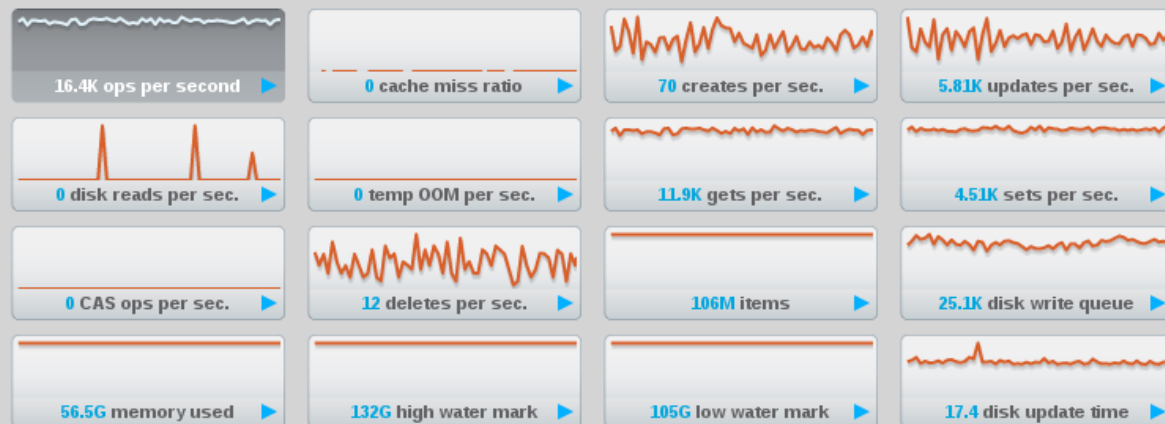 16.4K ops per second
0 cache miss ratio
70 creates per sec.
5.81K updates per sec.
0 disk reads per sec.
0 temp OOM per sec.
11.9K gets per sec.
4.51K sets per sec.
0 CAS ops per sec.
12 deletes per sec.
106M items
25.1K disk write queue
56.5G memory used
132G high water mark
105G low water mark
17.4 disk update time